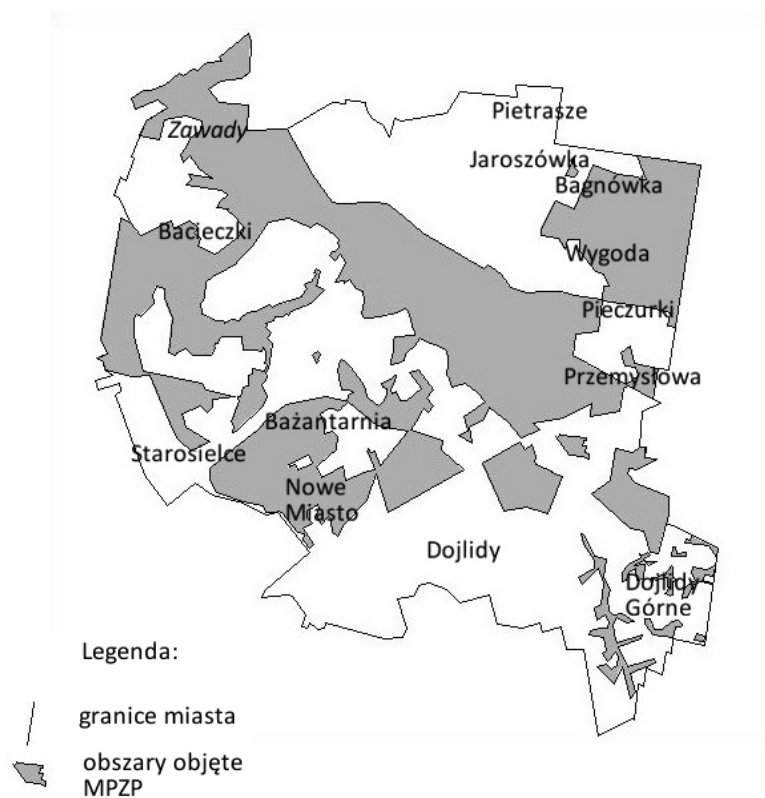 Pietrasze
Zawady
Jaroszówka
Bagnówka
Bacieczki
Wygoda
Pieczurki
Przemysłowa
Bażantarnia
Starosielce
Nowe
Miasto
Dojlidy
Dojlidy
Górne
Legenda:
granice miasta
obszary objęte
MPZP